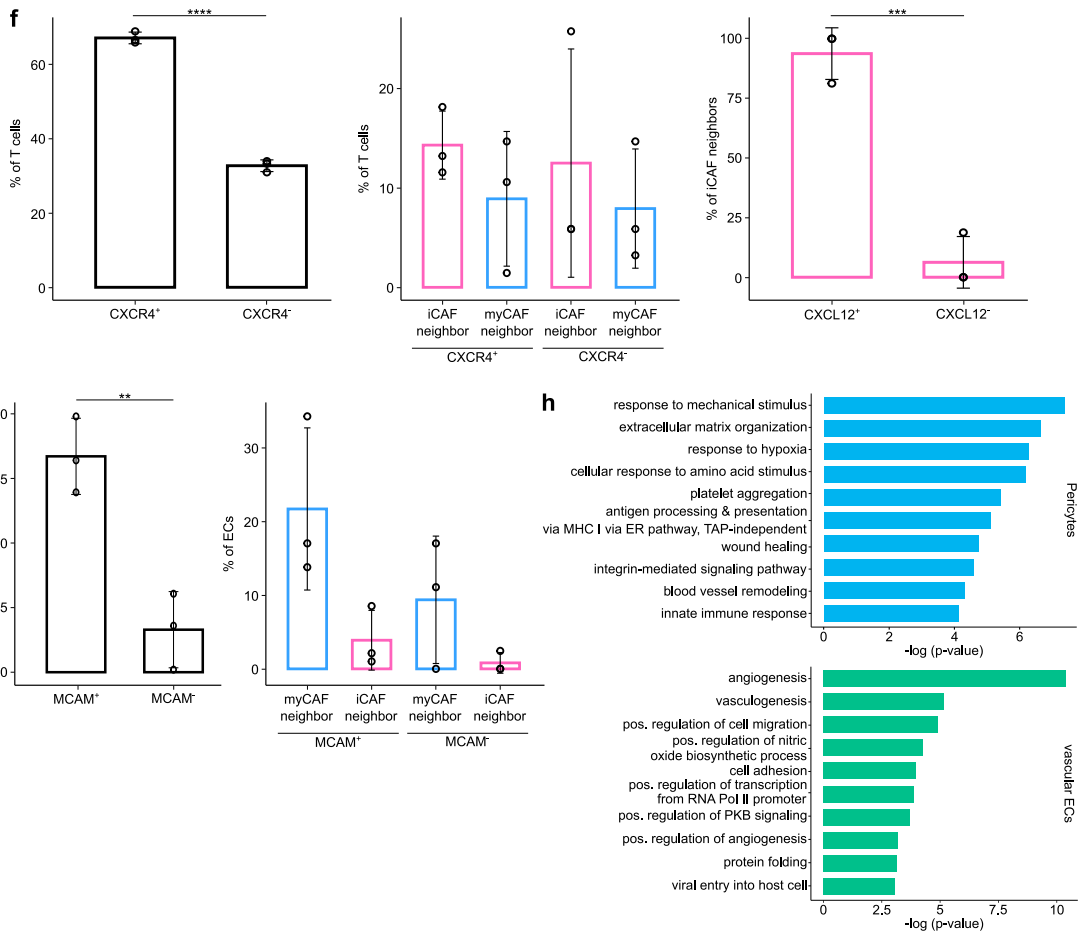 f
****
% of T cells
60
40
20
0
CXCR4+
CXCR4-
% of T cells
20
10
0
iCAF neighbor
myCAF neighbor
iCAF neighbor
myCAF neighbor
CXCR4+
CXCR4-
***
% of iCAF neighbors
100
75
50
25
0
CXCL12+
CXCL12-
**
0
5
0
5
0
MCAM+
MCAM-
% of ECs
30
20
10
0
myCAF neighbor
iCAF neighbor
myCAF neighbor
iCAF neighbor
MCAM+
MCAM-
h
response to mechanical stimulus
extracellular matrix organization
response to hypoxia
cellular response to amino acid stimulus
platelet aggregation
antigen processing & presentation
via MHC I via ER pathway, TAP-independent
wound healing
integrin-mediated signaling pathway
blood vessel remodeling
innate immune response
0 2 4 6
-log (p-value)
Pericytes
angiogenesis
vasculogenesis
pos. regulation of cell migration
pos. regulation of nitric
oxide biosynthetic process
cell adhesion
pos. regulation of transcription
from RNA Pol II promoter
pos. regulation of PKB signaling
pos. regulation of angiogenesis
protein folding
viral entry into host cell
0 2.5 5 7.5 10
-log (p-value)
vascular ECs